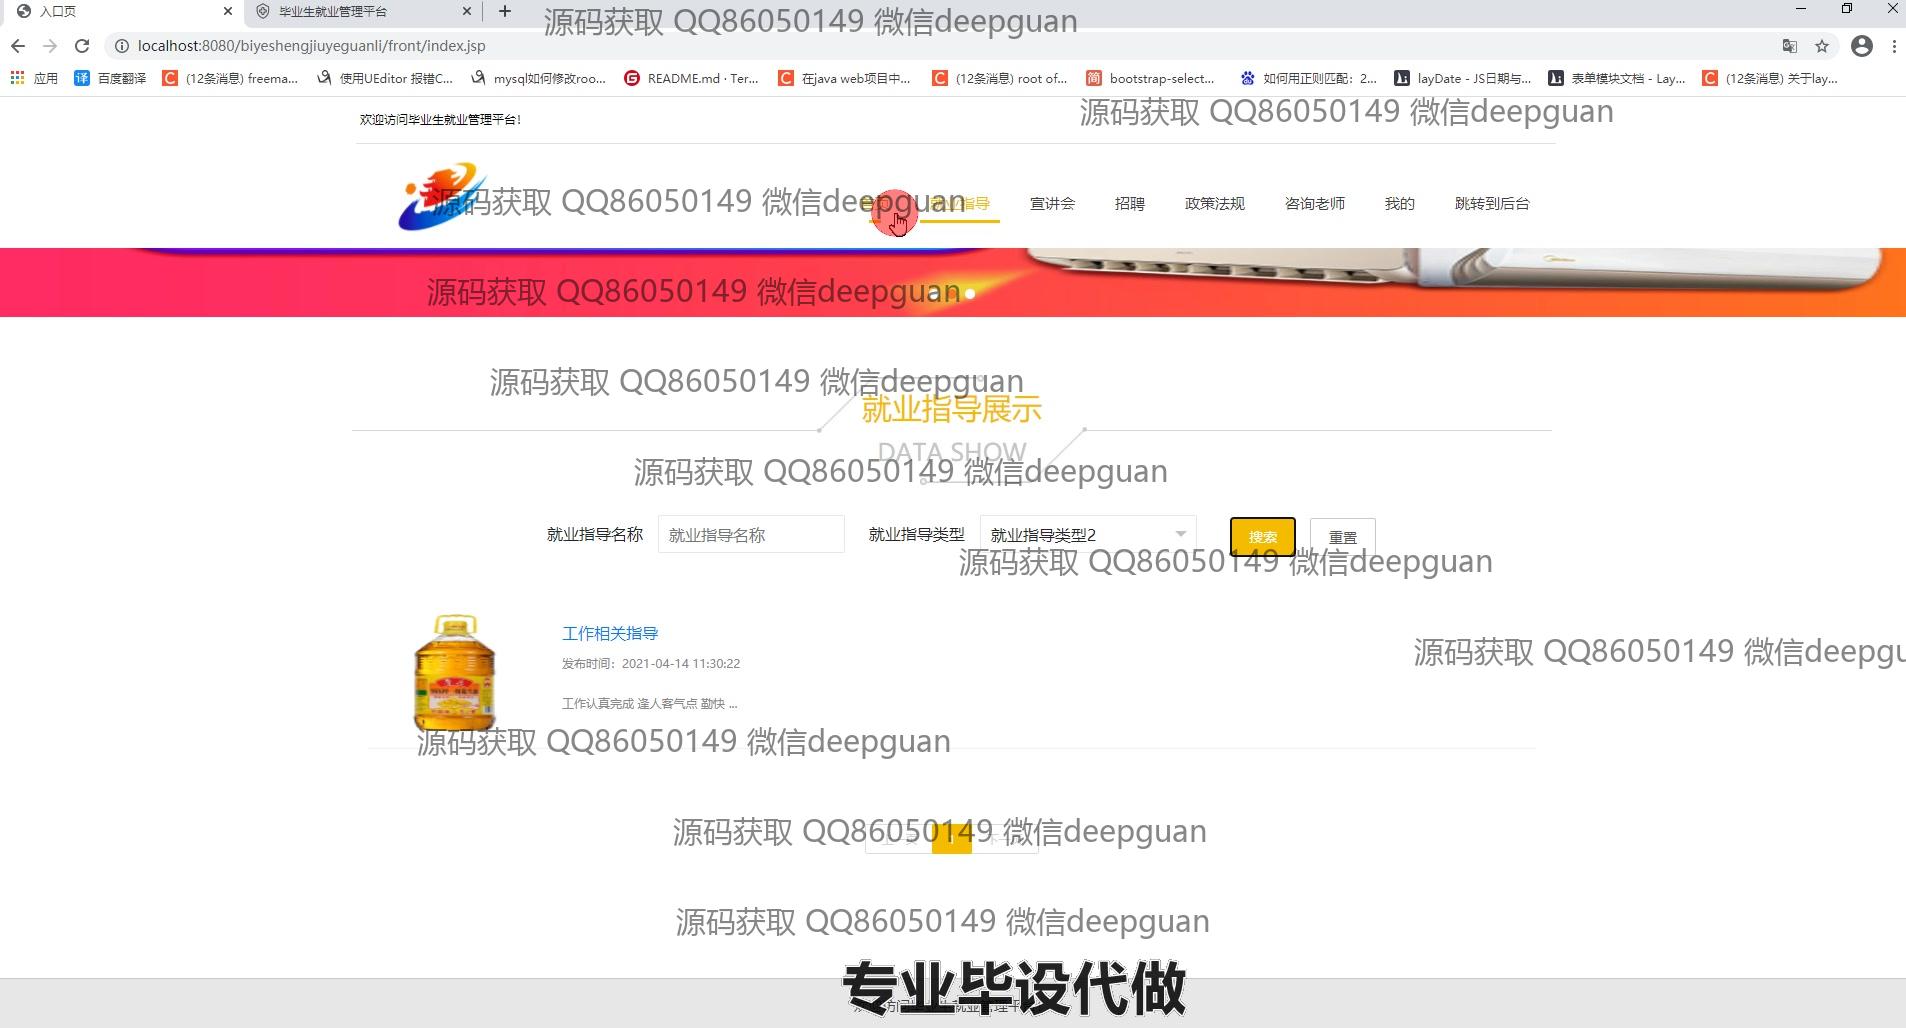 入口页
毕业生就业管理平台
源码获取 QQ86050149 微信deepguan
localhost:8080/biyeshengjiuyeguanli/front/index.jsp
应用
百度翻译
(12条消息) freema...
使用UEditor 报错C...
mysql如何修改roo...
README.md · Ter...
在java web项目中...
(12条消息) root of...
bootstrap-select...
如何用正则匹配：2...
layDate - JS日期与...
表单模块文档 - Lay...
(12条消息) 关于lay...
源码获取 QQ86050149 微信deepguan
欢迎访问毕业生就业管理平台!
源码获取 QQ86050149 微信deepguan
就业指导
宣讲会
招聘
政策法规
咨询老师
我的
跳转到后台
源码获取 QQ86050149 微信deepguan
源码获取 QQ86050149 微信deepguan
就业指导展示
DATA SHOW
源码获取 QQ86050149 微信deepguan
就业指导名称
就业指导名称
就业指导类型
就业指导类型2
搜索
重置
源码获取 QQ86050149 微信deepguan
工作相关指导
源码获取 QQ86050149 微信deepgu
发布时间：2021-04-14 11:30:22
工作认真完成 逢人客气点 勤快 ...
源码获取 QQ86050149 微信deepguan
源码获取 QQ86050149 微信deepguan
1
源码获取 QQ86050149 微信deepguan
专业毕设代做